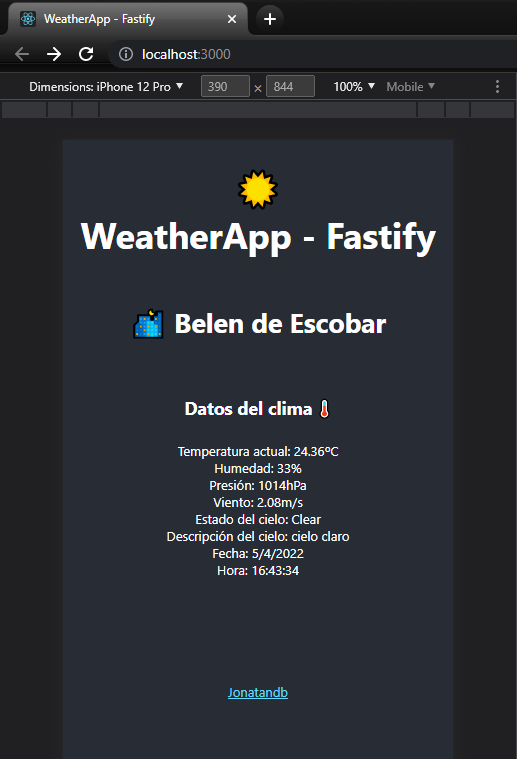 WeatherApp - Fastify
localhost:3000
Dimensions: iPhone 12 Pro 390 × 844 100% Mobile
WeatherApp - Fastify
Belen de Escobar
Datos del clima
Temperatura actual: 24.36ºC
Humedad: 33%
Presión: 1014hPa
Viento: 2.08m/s
Estado del cielo: Clear
Descripción del cielo: cielo claro
Fecha: 5/4/2022
Hora: 16:43:34
Jonatandb